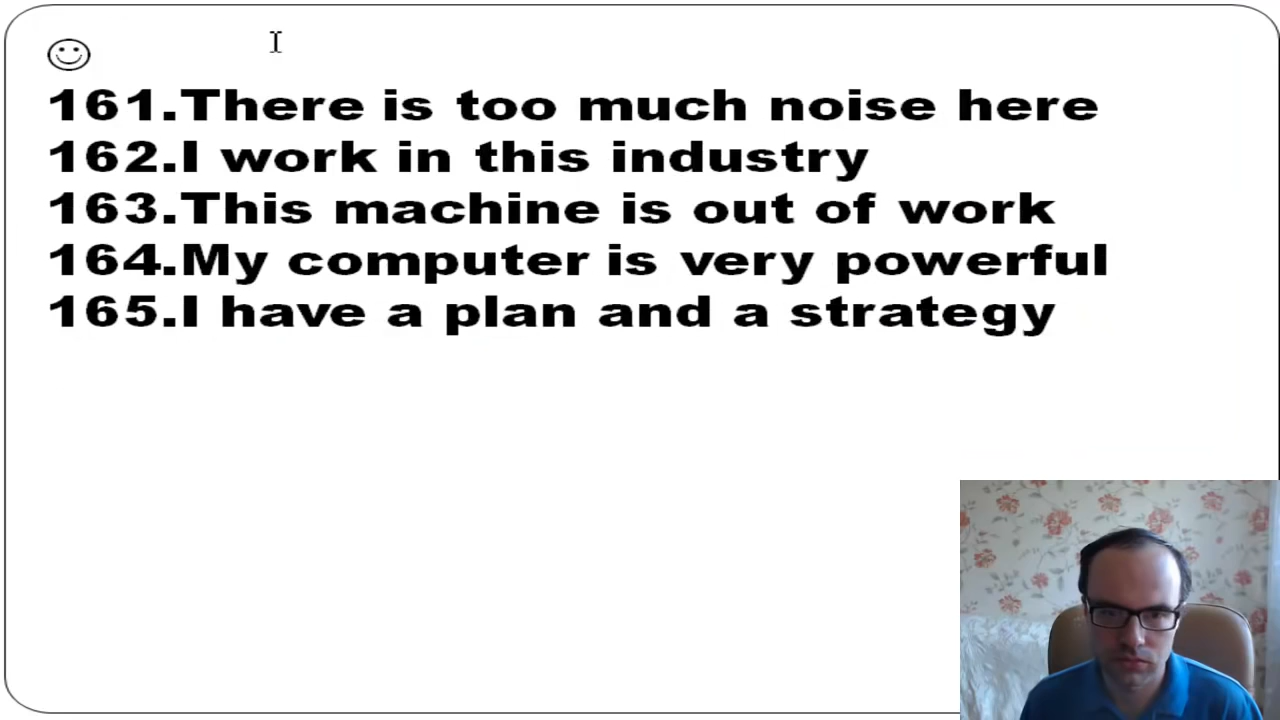 161.There is too much noise here
162.I work in this industry
163.This machine is out of work
164.My computer is very powerful
165.I have a plan and a strategy